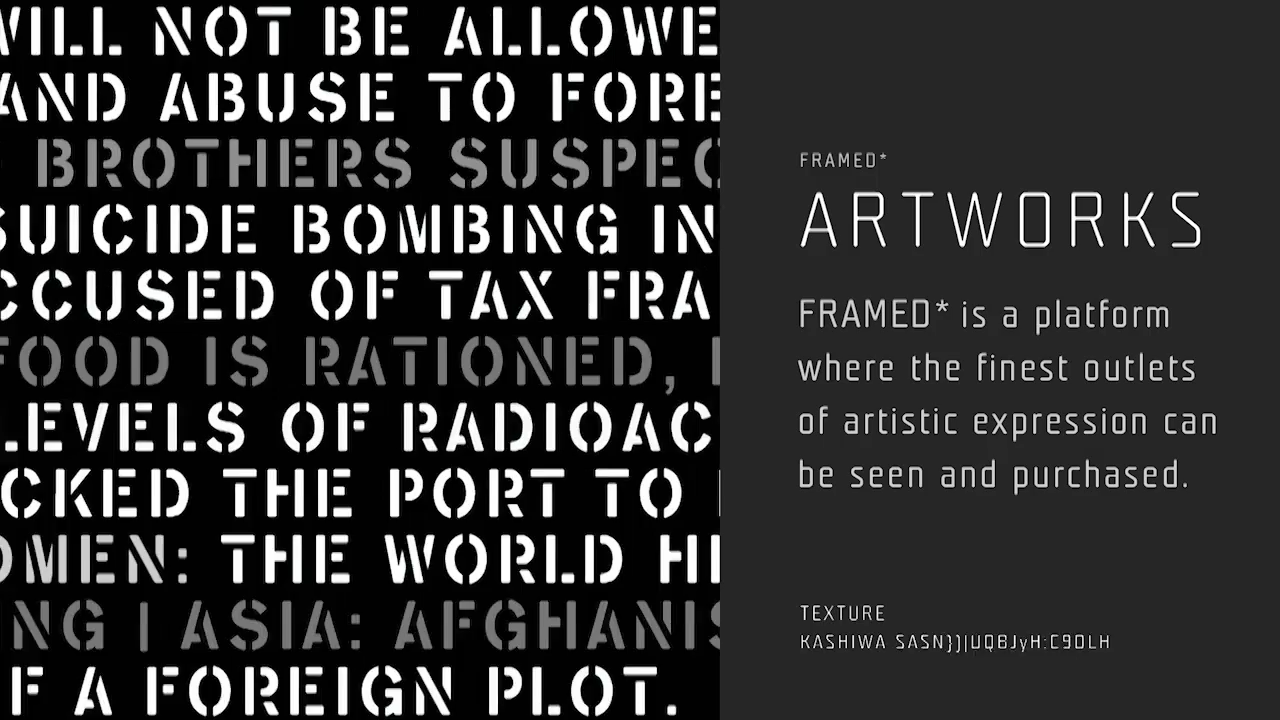 WILL NOT BE ALLOWE
AND ABUSE TO FORE
BROTHERS SUSPEC
SUICIDE BOMBING IN
CCUSED OF TAX FRA
FOOD IS RATIONED,
LEVELS OF RADIOAC
CKED THE PORT TO
OMEN: THE WORLD HE
NG | ASIA: AFGHANIS
F A FOREIGN PLOT.
FRAMED*
ARTWORKS
FRAMED* is a platform
where the finest outlets
of artistic expression can
be seen and purchased.
TEXTURE
KASHIWA SASN}}|UQBJyH:C9DLH